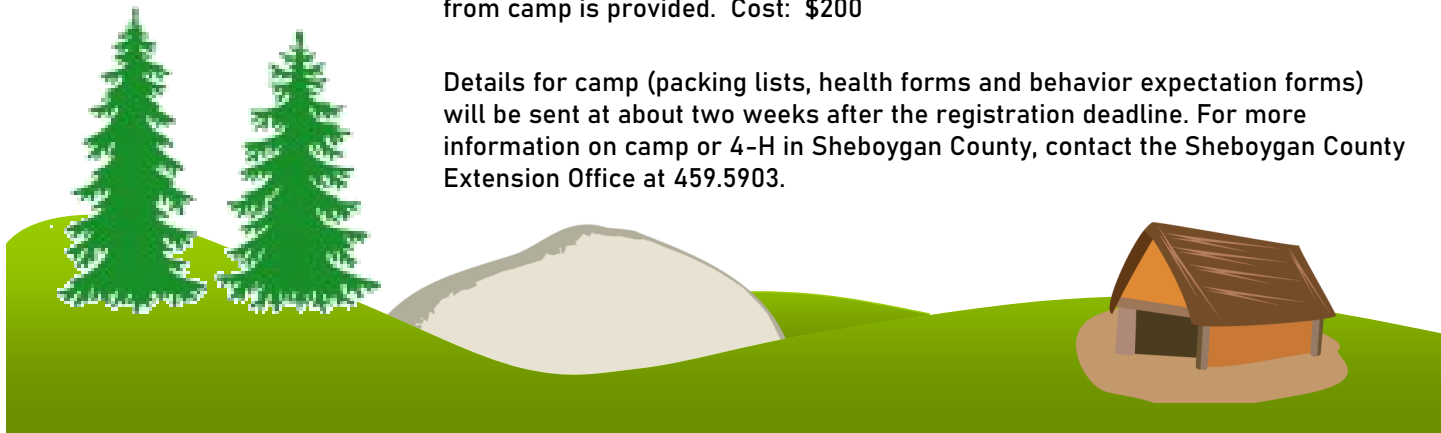 from camp is provided.  Cost:  $200
Details for camp (packing lists, health forms and behavior expectation forms)
will be sent at about two weeks after the registration deadline. For more
information on camp or 4-H in Sheboygan County, contact the Sheboygan County
Extension Office at 459.5903.